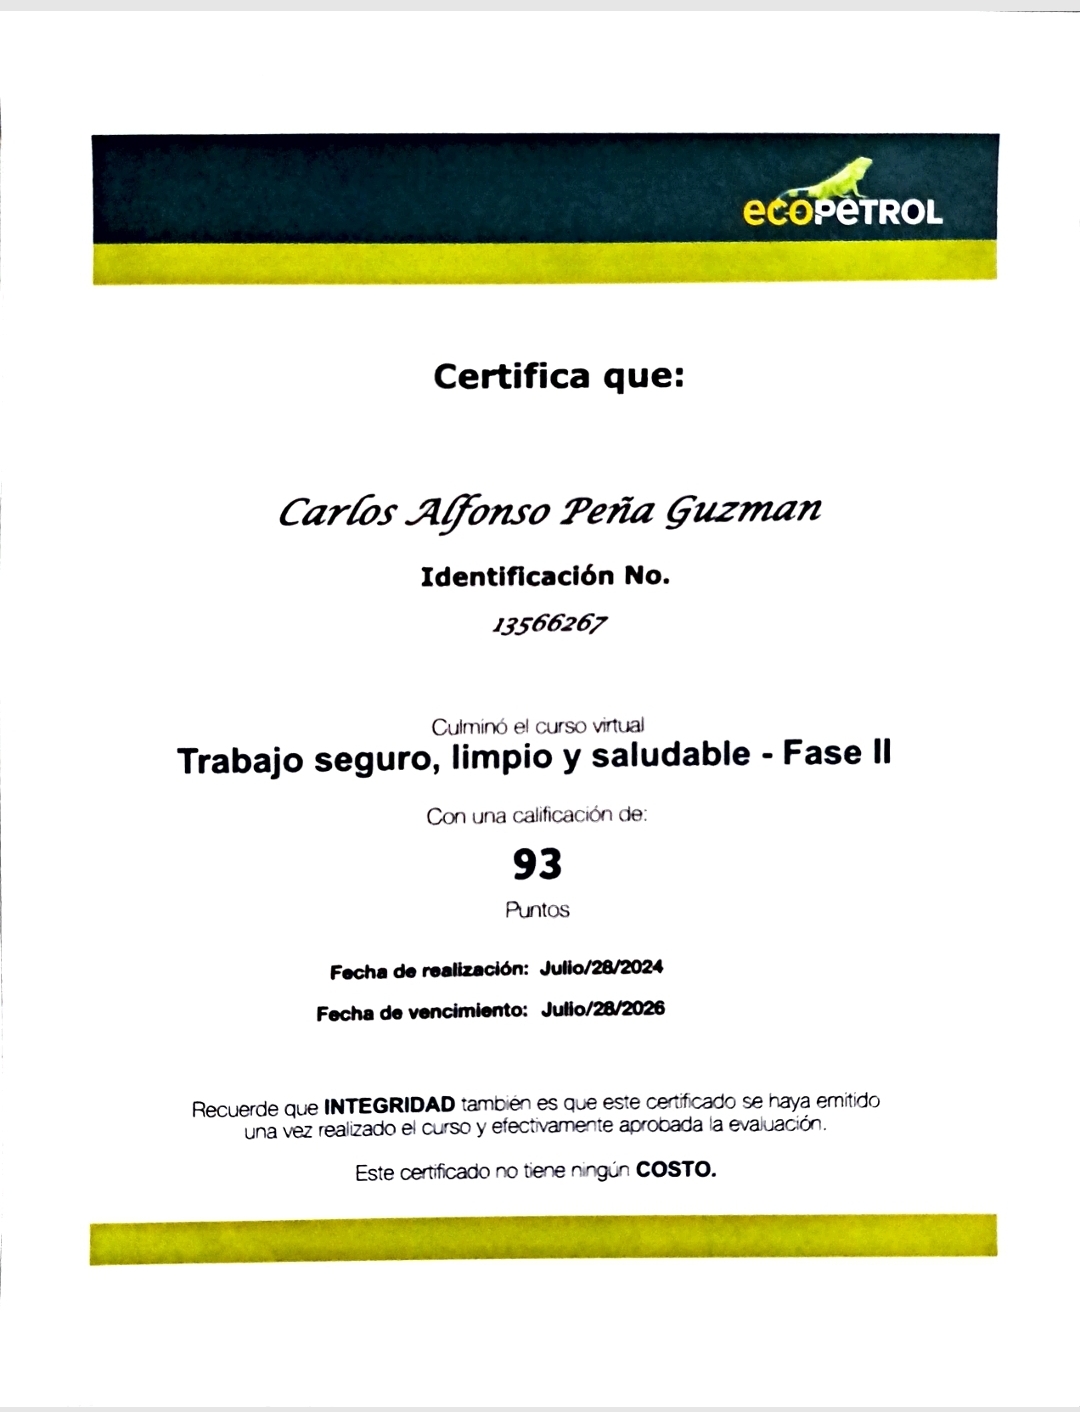 ecoPETROL
Certifica que:
Carlos Alfonso Peña Guzman
Identificación No.
13566267
Culminó el curso virtual
Trabajo seguro, limpio y saludable - Fase II
Con una calificación de:
93
Puntos
Fecha de realización: Julio/28/2024
Fecha de vencimiento: Julio/28/2026
Recuerde que INTEGRIDAD también es que este certificado se haya emitido
una vez realizado el curso y efectivamente aprobada la evaluación.
Este certificado no tiene ningún COSTO.